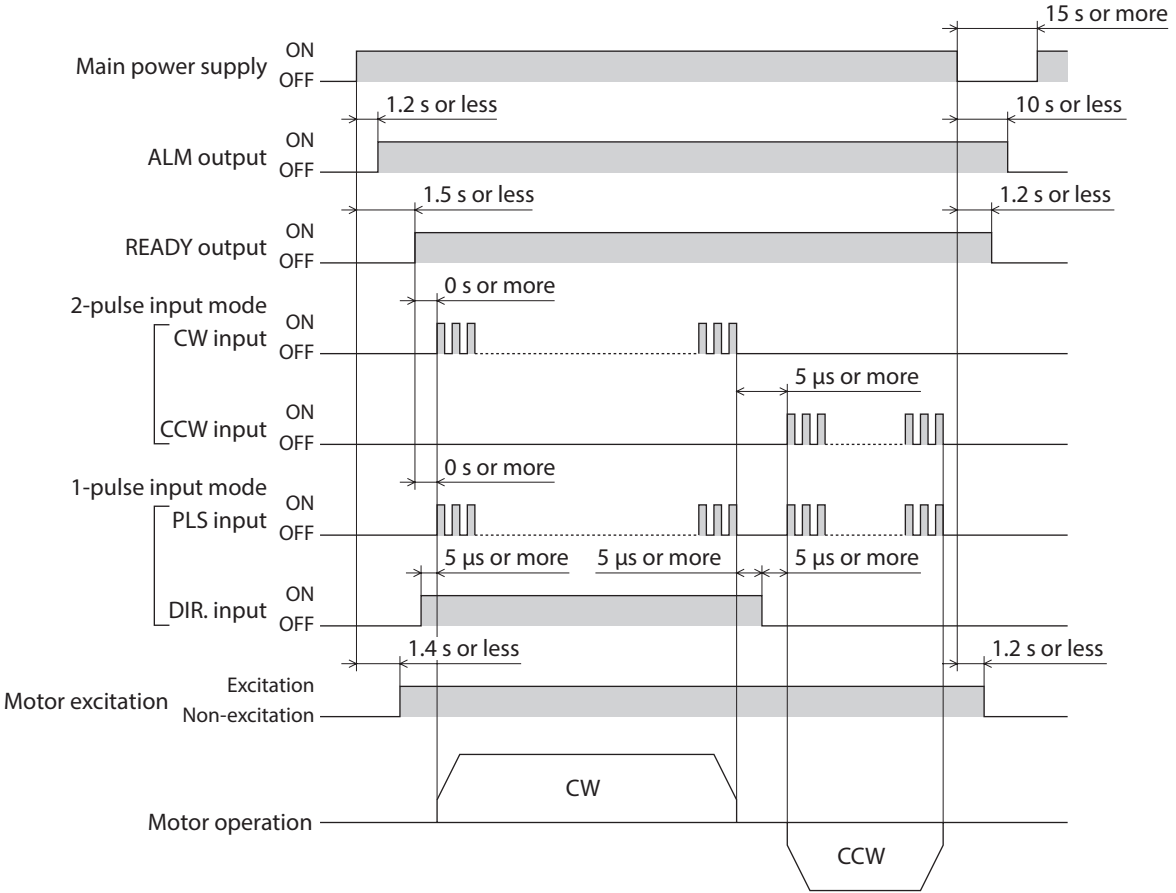 15 s or more
Main power supply
ON
OFF
1.2 s or less
10 s or less
ALM output
ON
OFF
1.5 s or less
1.2 s or less
READY output
ON
OFF
0 s or more
2-pulse input mode
CW input
ON
OFF
5 µs or more
CCW input
ON
OFF
0 s or more
1-pulse input mode
PLS input
ON
OFF
5 µs or more
5 µs or more
5 µs or more
DIR. input
ON
OFF
1.4 s or less
1.2 s or less
Motor excitation
Excitation
Non-excitation
CW
Motor operation
CCW